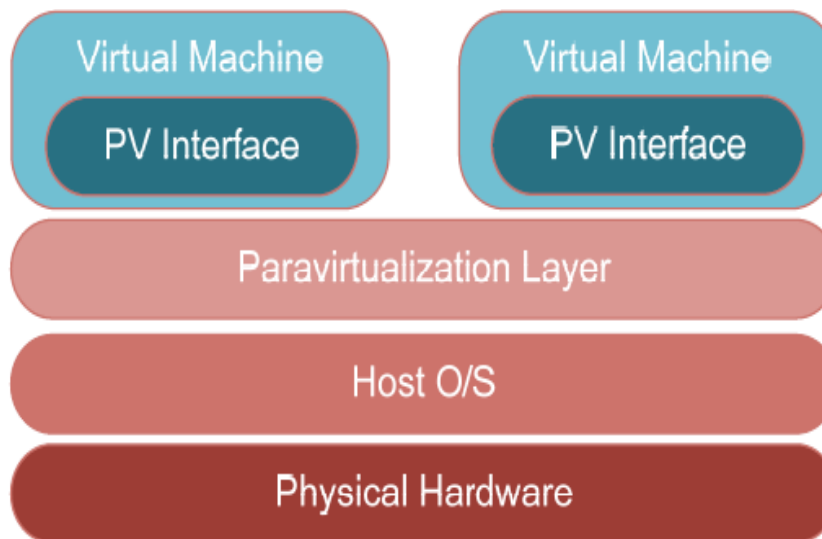 Virtual Machine
Virtual Machine
PV Interface
PV Interface
Paravirtualization Layer
Host O/S
Physical Hardware